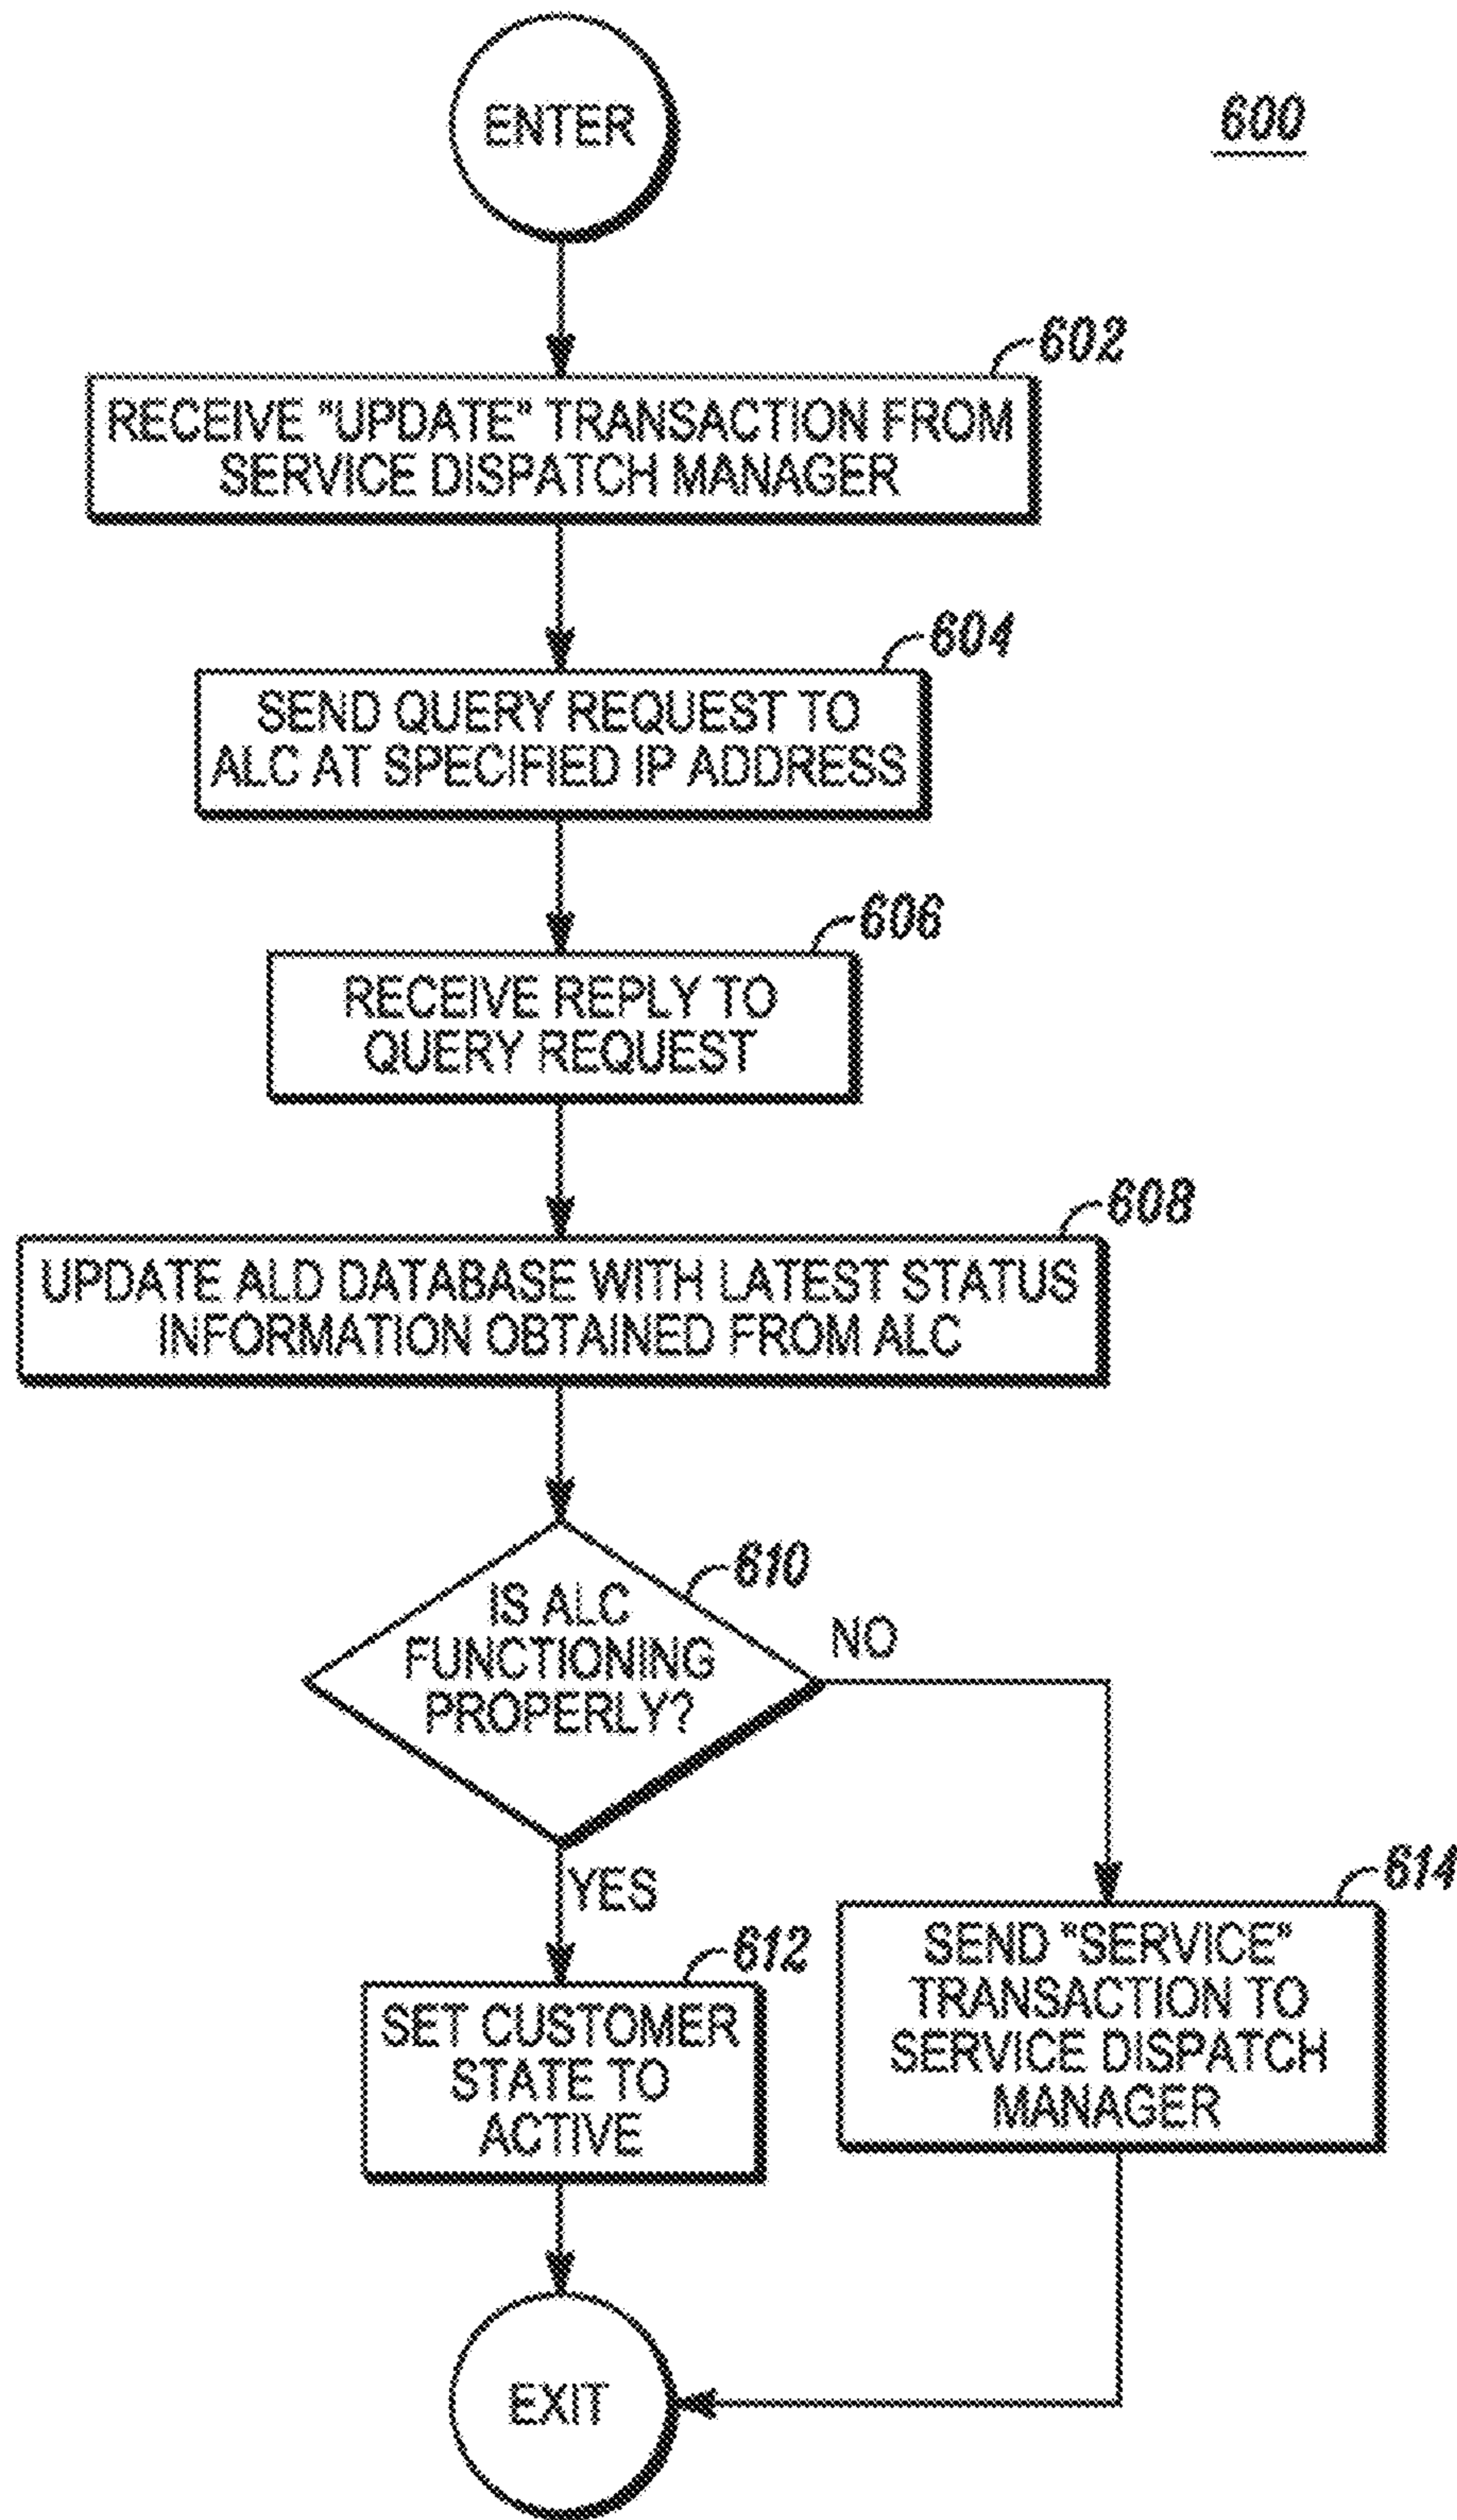 ENTER
600
602
RECEIVE "UPDATE" TRANSACTION FROM
SERVICE DISPATCH MANAGER
604
SEND QUERY REQUEST TO
ALC AT SPECIFIED IP ADDRESS
606
RECEIVE REPLY TO
QUERY REQUEST
608
UPDATE ALD DATABASE WITH LATEST STATUS
INFORMATION OBTAINED FROM ALC
610
IS ALC
FUNCTIONING
PROPERLY?
NO
YES
612
SET CUSTOMER
STATE TO
ACTIVE
614
SEND "SERVICE"
TRANSACTION TO
SERVICE DISPATCH
MANAGER
EXIT